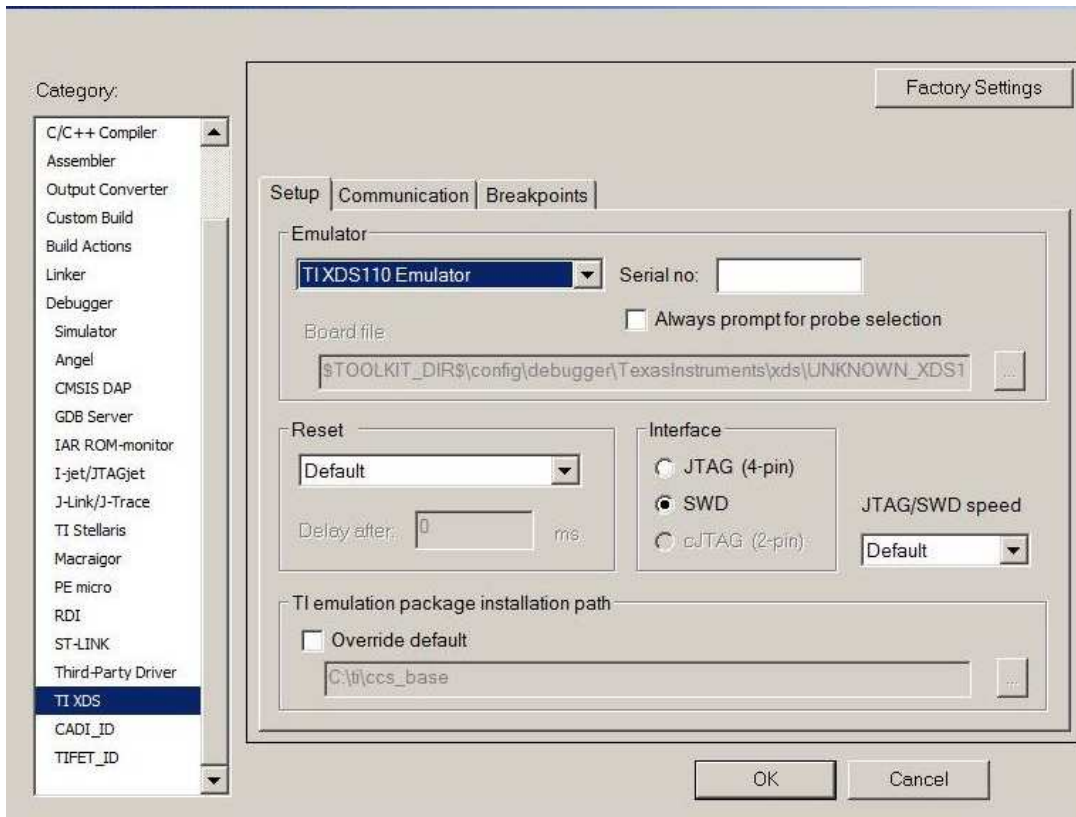 Factory Settings
Category:
C/C++ Compiler
Assembler
Output Converter
Custom Build
Build Actions
Linker
Debugger
Simulator
Angel
CMSIS DAP
GDB Server
IAR ROM-monitor
I-jet/JTAGjet
J-Link/J-Trace
TI Stellaris
Macraigor
PE micro
RDI
ST-LINK
Third-Party Driver
TI XDS
CADI_ID
TIFET_ID
Setup Communication Breakpoints
Emulator
TI XDS110 Emulator Serial no:
Always prompt for probe selection
Board file
$TOOLKIT_DIR$\config\debugger\TexasInstruments\xds\UNKNOWN_XDS1 ...
Reset
Default
Delay after: 0 ms
Interface
JTAG (4-pin)
SWD
cJTAG (2-pin)
JTAG/SWD speed
Default
TI emulation package installation path
Override default
C:\ti\ccs_base ...
OK Cancel